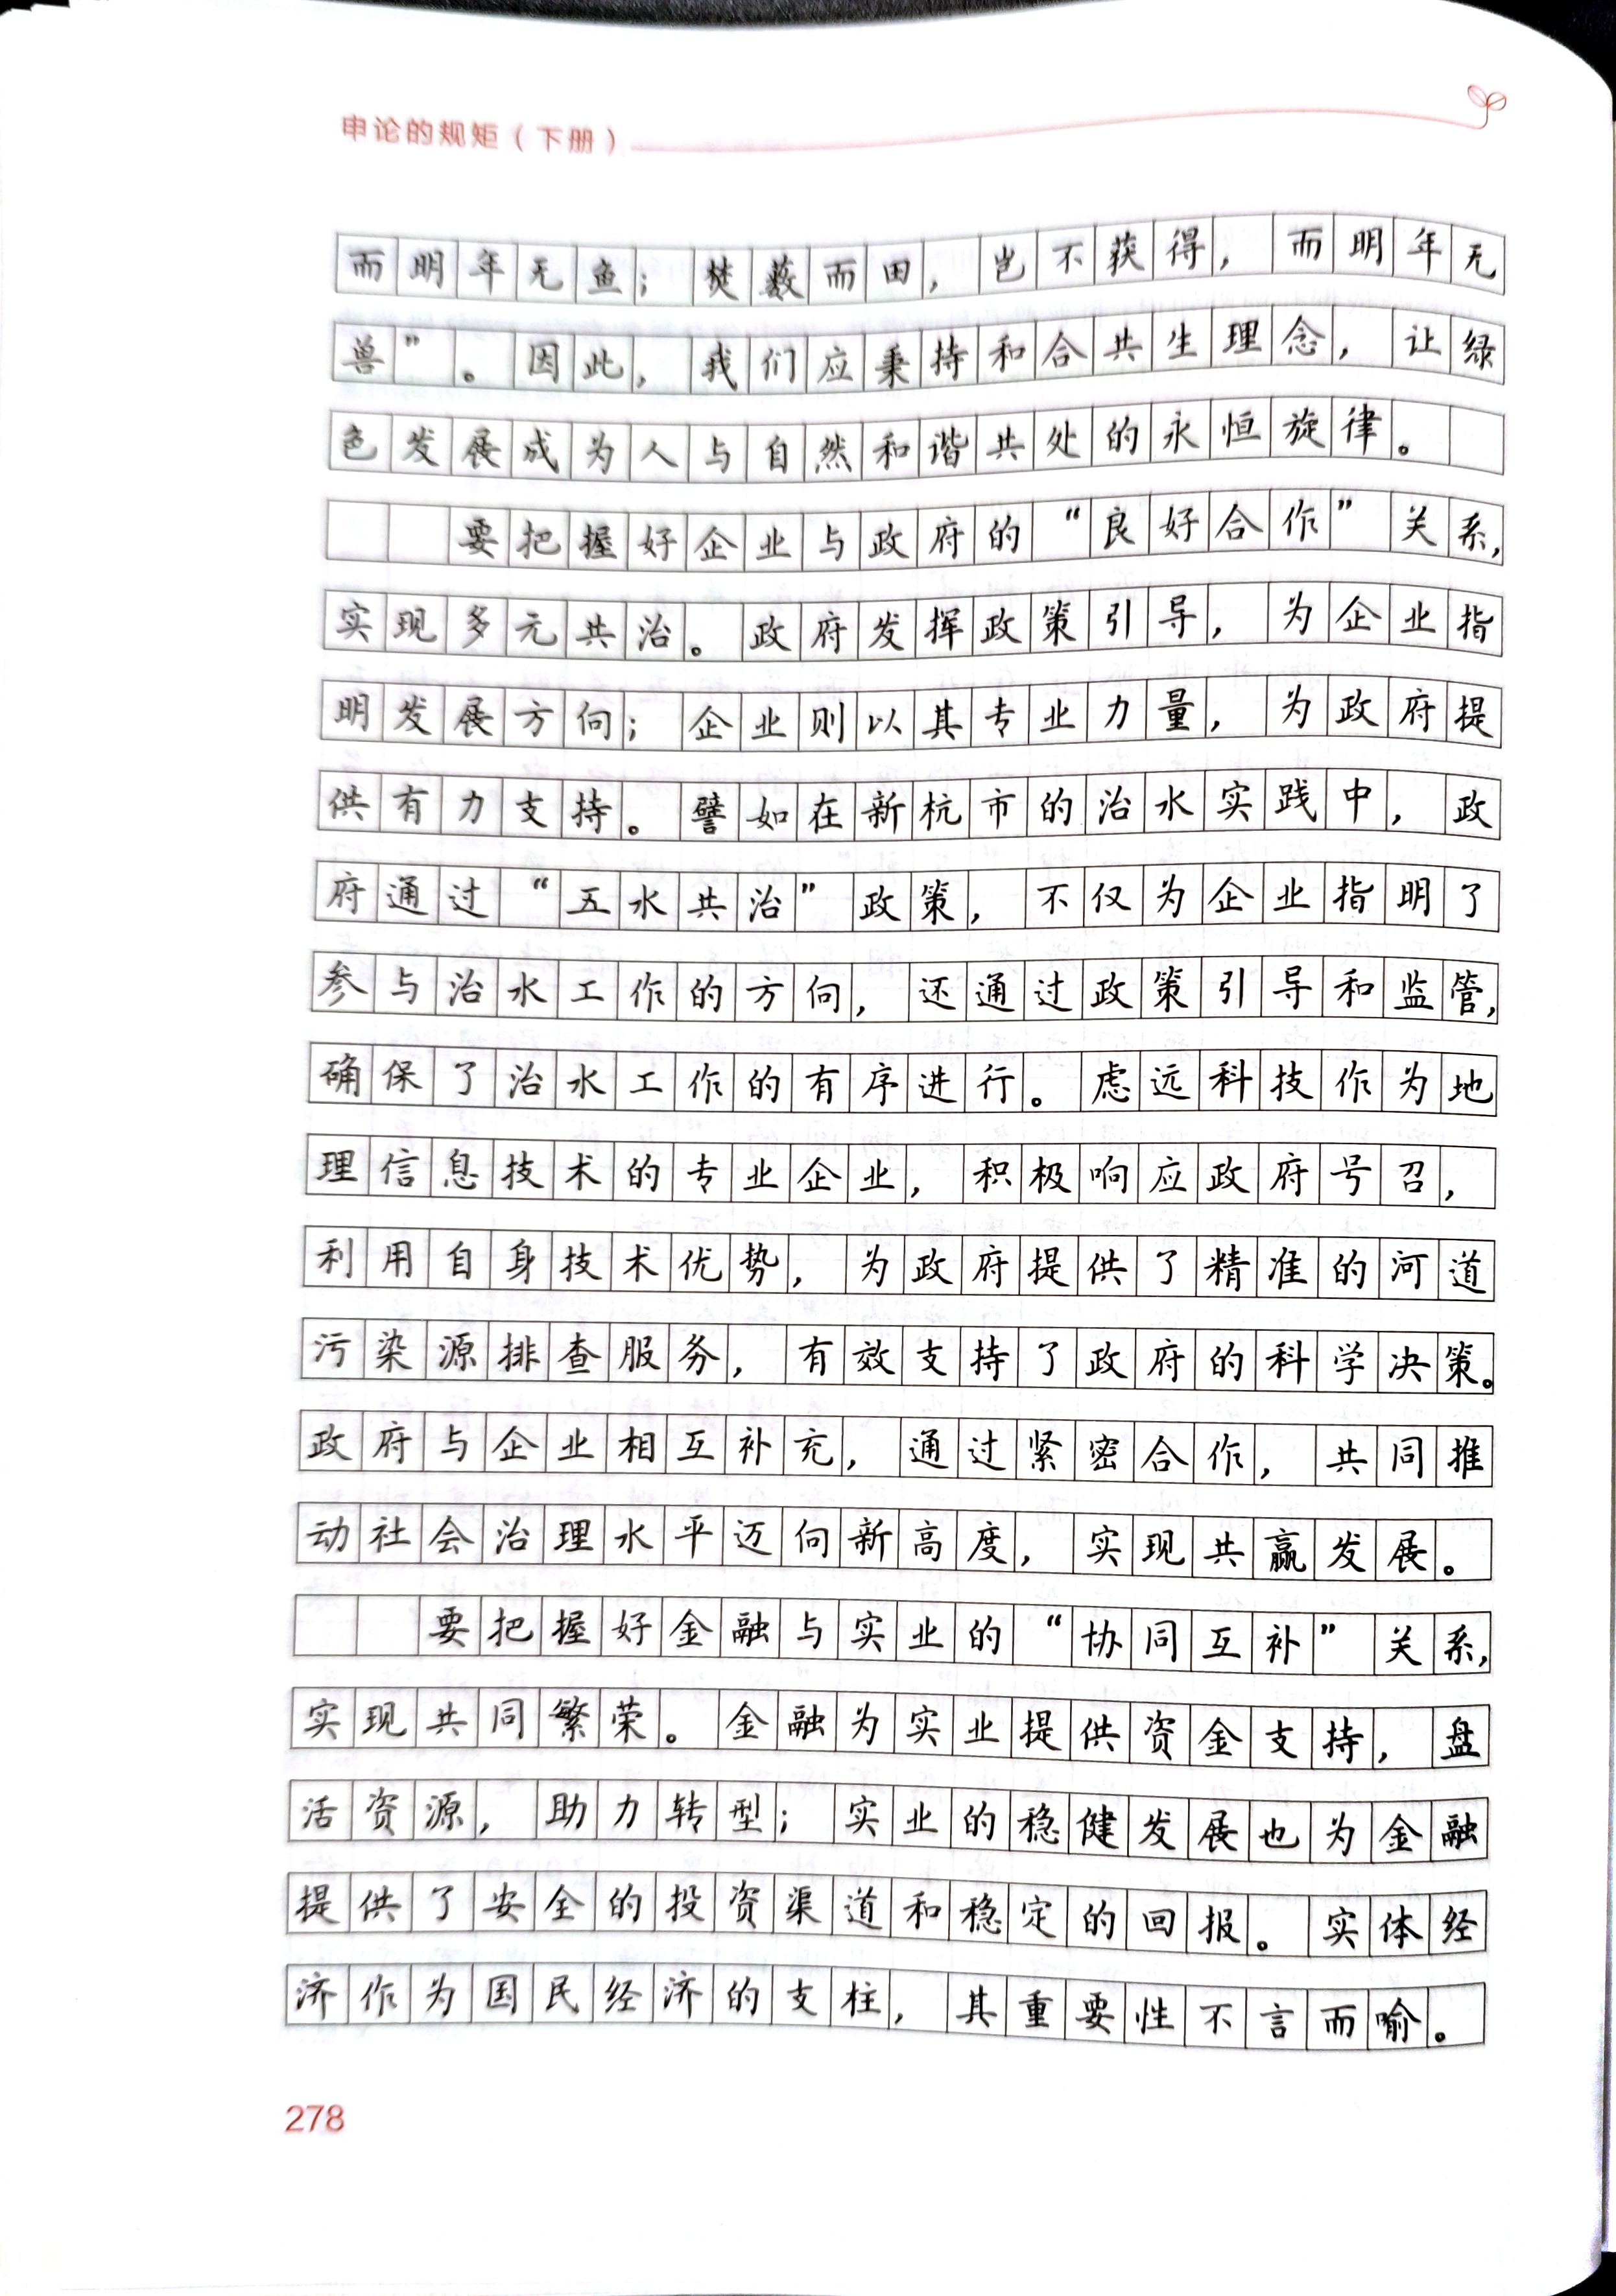 申论的规矩（下册）
而明年无鱼；焚薮而田，岂不获得，而明年无
兽”。因此，我们应秉持和合共生理念，让绿
色发展成为人与自然和谐共处的永恒旋律。
要把握好企业与政府的“良好合作”关系，
实现多元共治。政府发挥政策引导，为企业指
明发展方向；企业则以其专业力量，为政府提
供有力支持。譬如在新杭市的治水实践中，政
府通过“五水共治”政策，不仅为企业指明了
参与治水工作的方向，还通过政策引导和监管，
确保了治水工作的有序进行。虑远科技作为地
理信息技术的专业企业，积极响应政府号召，
利用自身技术优势，为政府提供了精准的河道
污染源排查服务，有效支持了政府的科学决策。
政府与企业相互补充，通过紧密合作，共同推
动社会治理水平迈向新高度，实现共赢发展。
要把握好金融与实业的“协同互补”关系，
实现共同繁荣。金融为实业提供资金支持，盘
活资源，助力转型；实业的稳健发展也为金融
提供了安全的投资渠道和稳定的回报。实体经
济作为国民经济的支柱，其重要性不言而喻。
278